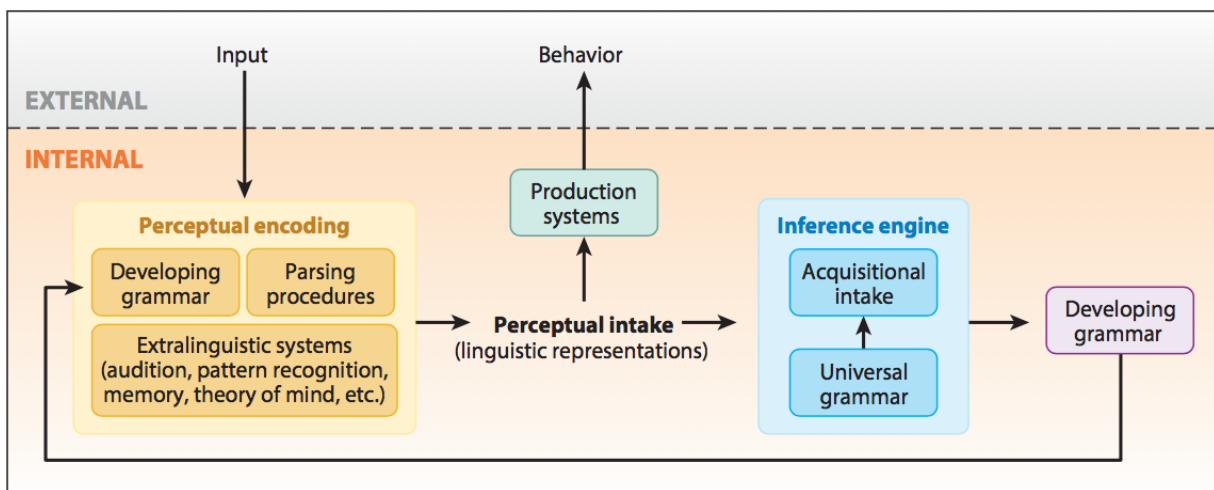 Input
Behavior
EXTERNAL
INTERNAL
Perceptual encoding
Developing
grammar
Parsing
procedures
Extralinguistic systems
(audition, pattern recognition,
memory, theory of mind, etc.)
Perceptual intake
(linguistic representations)
Production
systems
Inference engine
Acquisitional
intake
Universal
grammar
Developing
grammar